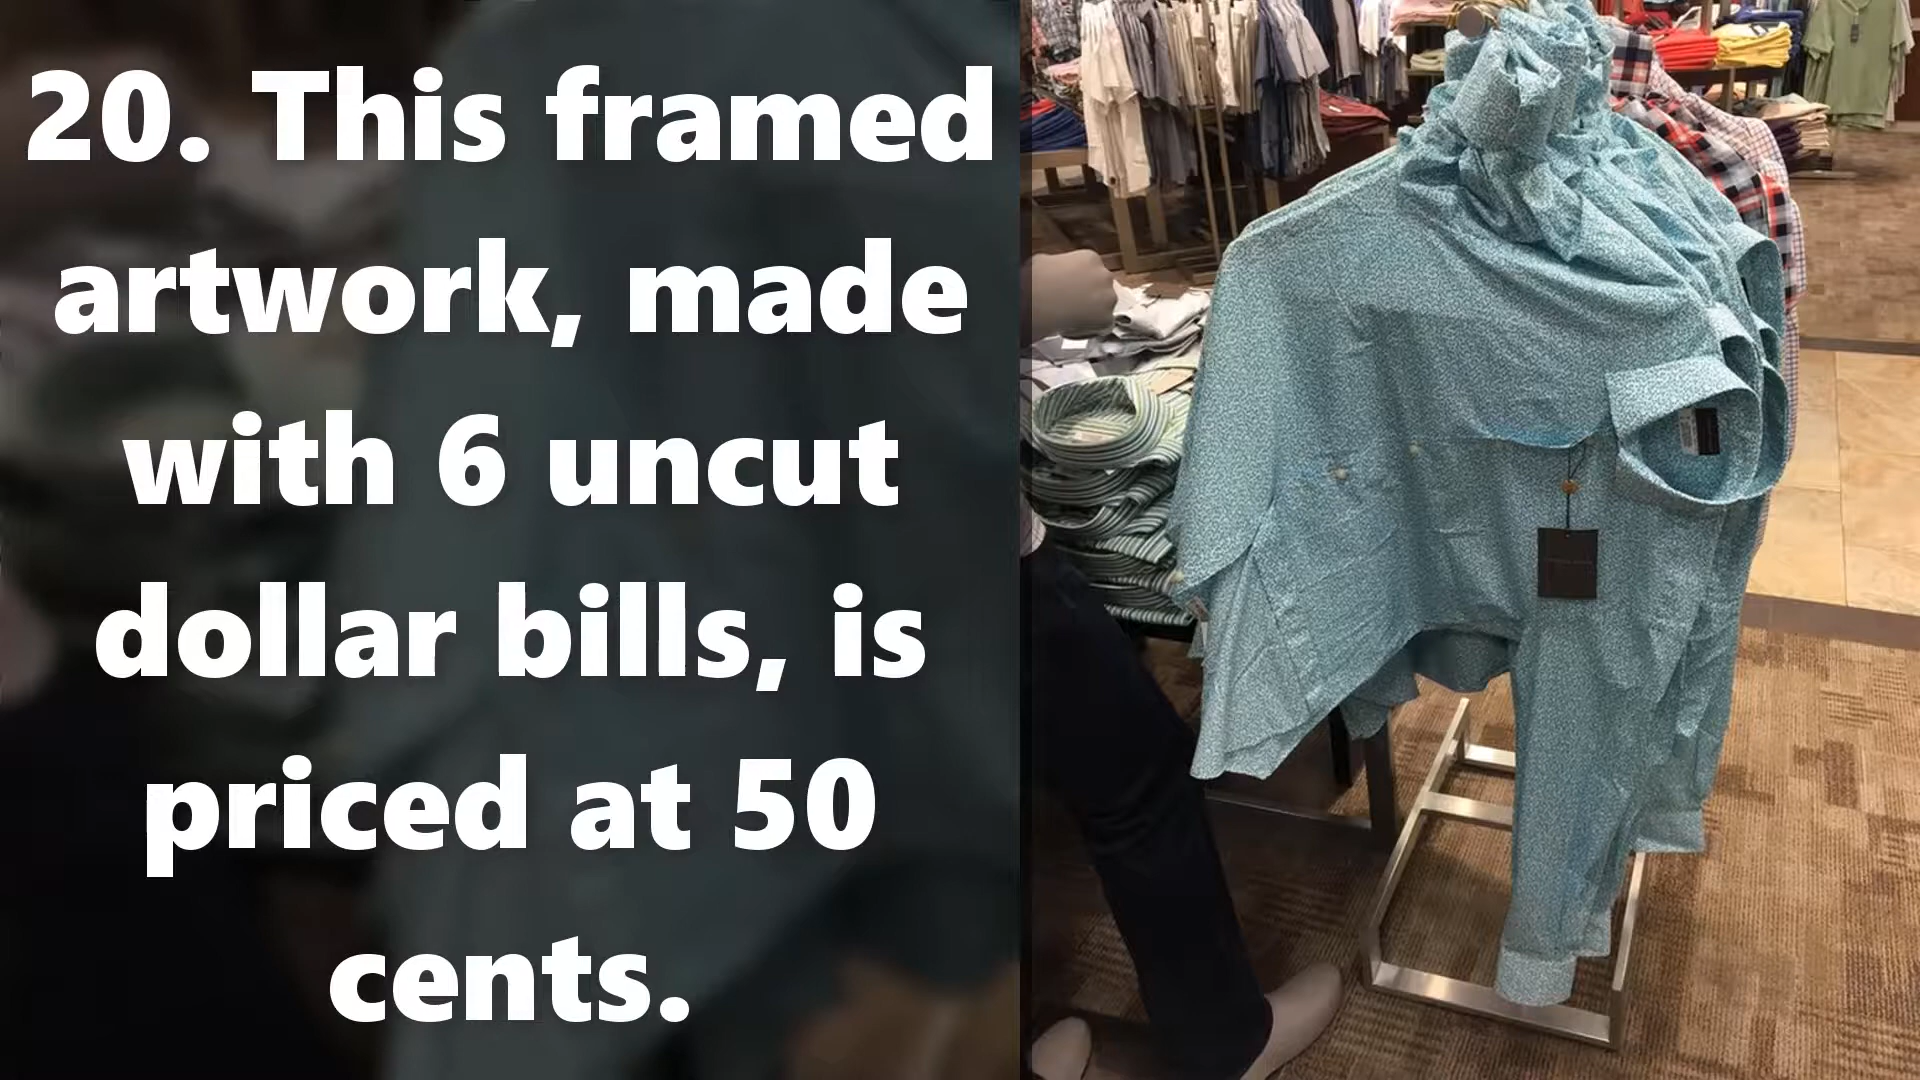 20. This framed
artwork, made
with 6 uncut
dollar bills, is
priced at 50
cents.